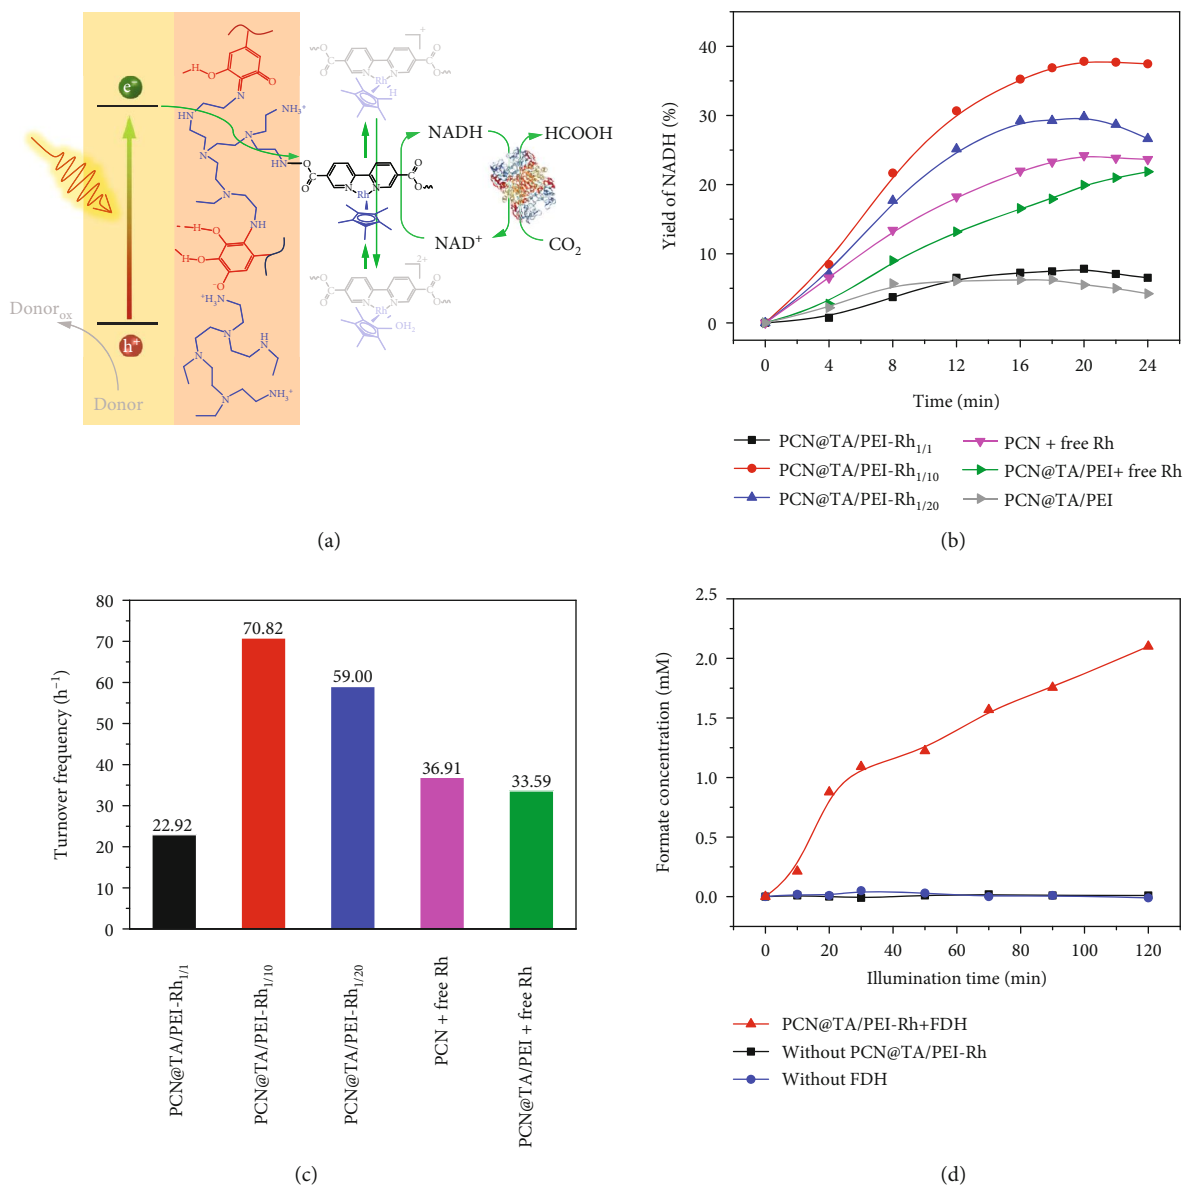 e⁻
h⁺
Donor_ox
Donor
H
O
O
N
HN
NH₃⁺
N
N
N
HN
NH
H
O
H
O
O⁻
⁺H₃N
N
N
H
N
N
NH₃⁺
O
C
O
N
N
C
O
O
Rh
H
+
O
C
O
N
N
C
O
O
Rh
O
C
O
N
N
C
O
O
Rh
OH₂
2+
NADH
NAD⁺
HCOOH
CO₂
(a)
Yield of NADH (%)
40
30
20
10
0
0 4 8 12 16 20 24
Time (min)
PCN@TA/PEI-Rh₁/₁
PCN@TA/PEI-Rh₁/₁₀
PCN@TA/PEI-Rh₁/₂₀
PCN + free Rh
PCN@TA/PEI+ free Rh
PCN@TA/PEI
(b)
Turnover frequency (h⁻¹)
80
70
60
50
40
30
20
10
0
22.92
70.82
59.00
36.91
33.59
PCN@TA/PEI-Rh₁/₁
PCN@TA/PEI-Rh₁/₁₀
PCN@TA/PEI-Rh₁/₂₀
PCN + free Rh
PCN@TA/PEI + free Rh
(c)
Formate concentration (mM)
2.5
2.0
1.5
1.0
0.5
0.0
0 20 40 60 80 100 120
Illumination time (min)
PCN@TA/PEI-Rh+FDH
Without PCN@TA/PEI-Rh
Without FDH
(d)